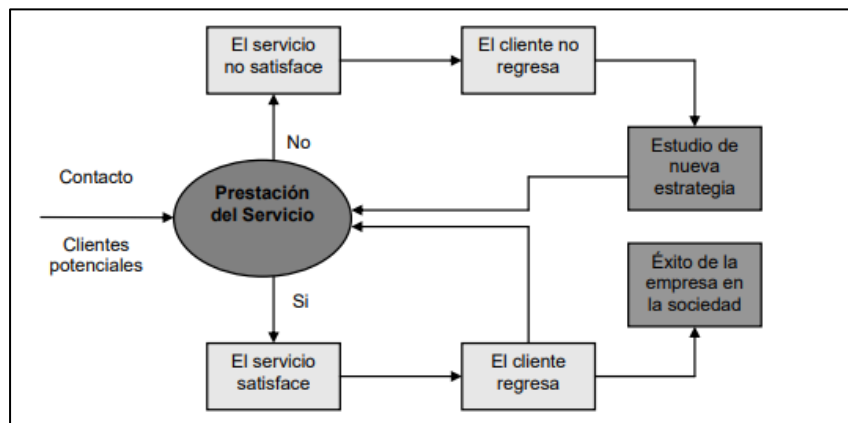 El servicio
no satisface
El cliente no
regresa
No
Estudio de
nueva
estrategia
Contacto
Prestación
del Servicio
Clientes
potenciales
Éxito de la
empresa en
la sociedad
Si
El servicio
satisface
El cliente
regresa